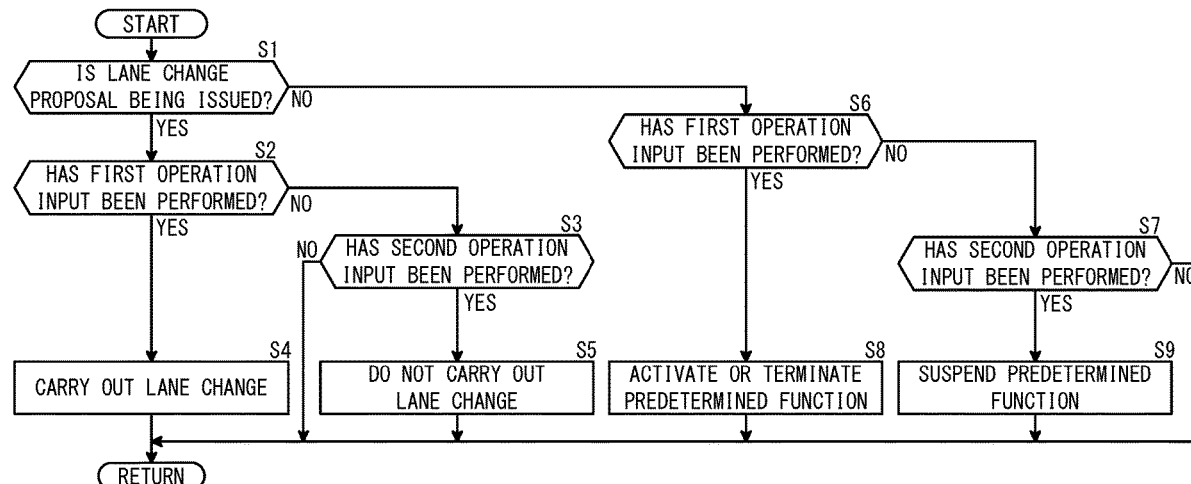 START
S1
IS LANE CHANGE
PROPOSAL BEING ISSUED?
NO
YES
S2
HAS FIRST OPERATION
INPUT BEEN PERFORMED?
NO
YES
S3
NO
HAS SECOND OPERATION
INPUT BEEN PERFORMED?
YES
S6
HAS FIRST OPERATION
INPUT BEEN PERFORMED?
NO
YES
S7
HAS SECOND OPERATION
INPUT BEEN PERFORMED?
NO
YES
S4
CARRY OUT LANE CHANGE
S5
DO NOT CARRY OUT
LANE CHANGE
S8
ACTIVATE OR TERMINATE
PREDETERMINED FUNCTION
S9
SUSPEND PREDETERMINED
FUNCTION
RETURN